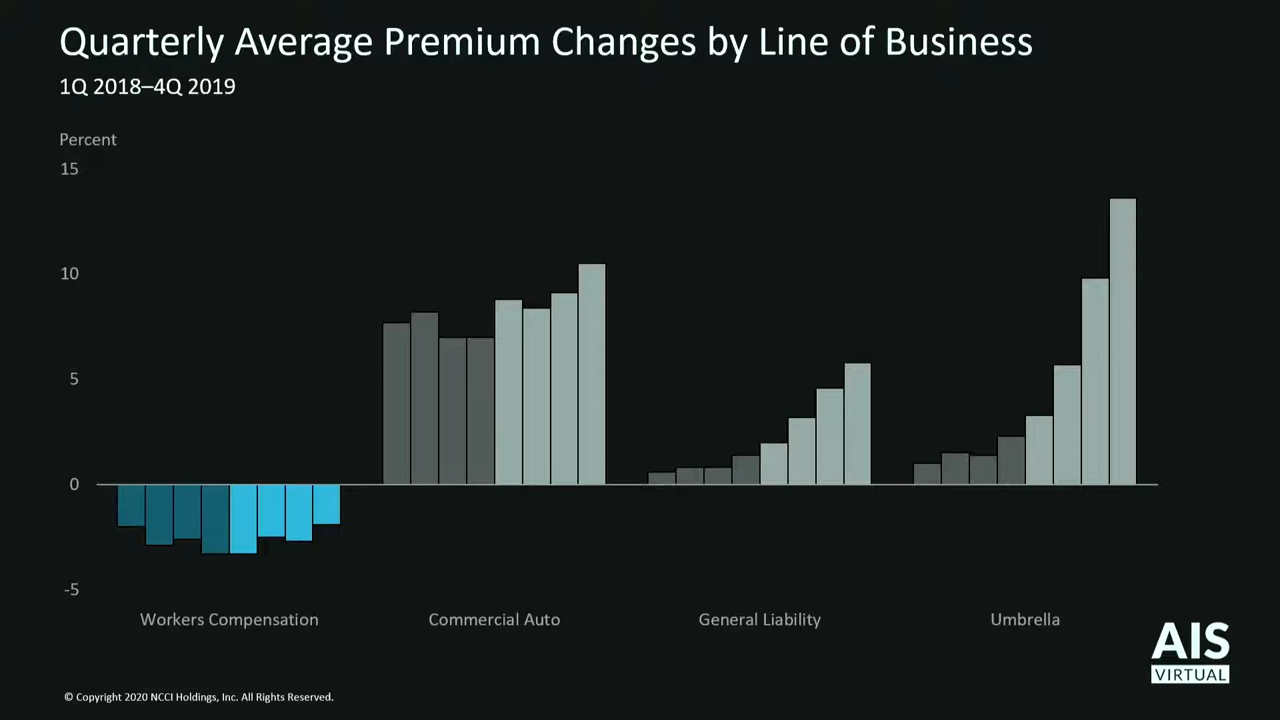 Quarterly Average Premium Changes by Line of Business
1Q 2018–4Q 2019
Percent
15
10
5
0
-5
Workers Compensation
Commercial Auto
General Liability
Umbrella
AIS
VIRTUAL
© Copyright 2020 NCCI Holdings, Inc. All Rights Reserved.